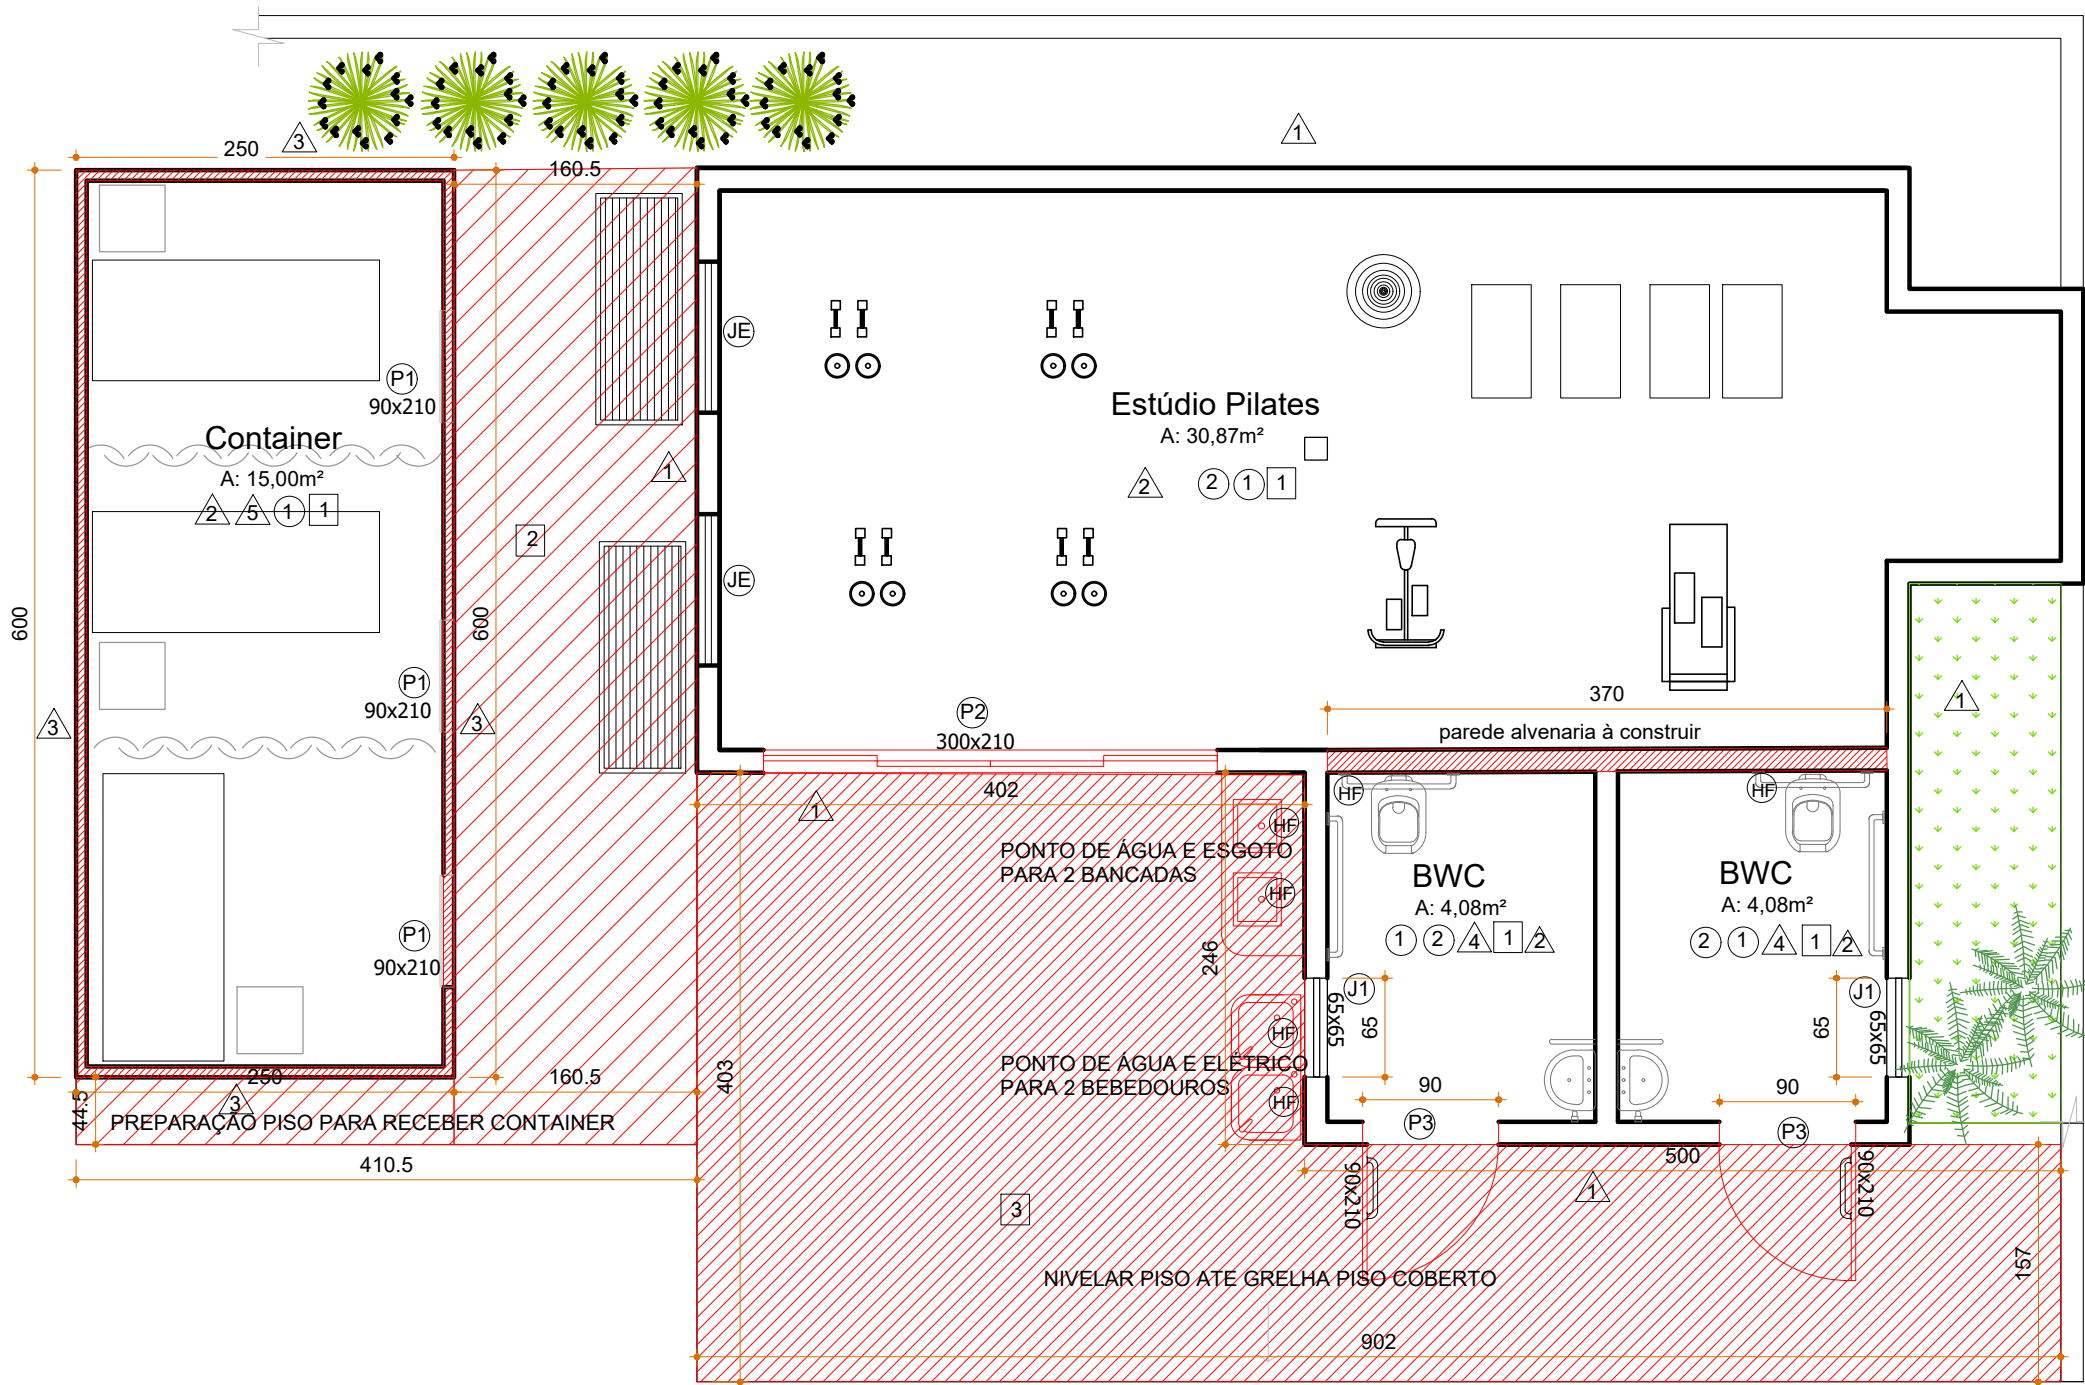 250
3
160.5
1
JE
P1
90x210
Estúdio Pilates
A: 30,87m²
Container
A: 15,00m²
2 5 1 1
1
2 2 1 1
2
JE
600
600
P1
90x210
3
3
P2
300x210
370
parede alvenaria à construir
1
402
1
HF
HF
HF
PONTO DE ÁGUA E ESGOTO
PARA 2 BANCADAS
HF
BWC
A: 4,08m²
1 2 4 1 2
BWC
A: 4,08m²
2 1 4 1 2
P1
90x210
246
J1
65x65
65
J1
65x65
65
HF
PONTO DE ÁGUA E ELÉTRICO
PARA 2 BEBEDOUROS
HF
403
250
160.5
90
90
3
44.5
PREPARAÇÃO PISO PARA RECEBER CONTAINER
P3
P3
410.5
500
90x210
90x210
1
3
157
NIVELAR PISO ATE GRELHA PISO COBERTO
902